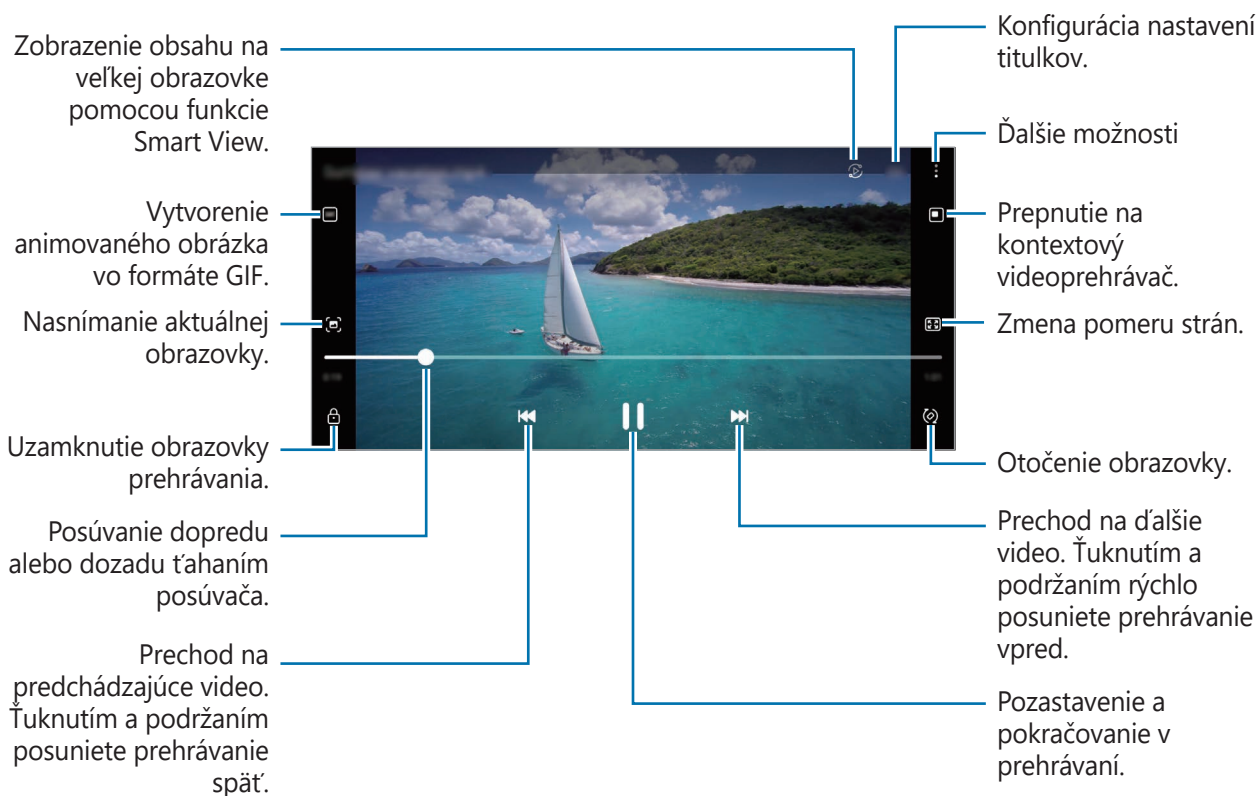 Zobrazenie obsahu na
veľkej obrazovke
pomocou funkcie
Smart View.
Vytvorenie
animovaného obrázka
vo formáte GIF.
Nasnímanie aktuálnej
obrazovky.
Uzamknutie obrazovky
prehrávania.
Posúvanie dopredu
alebo dozadu ťahaním
posúvača.
Prechod na
predchádzajúce video.
Ťuknutím a podržaním
posuniete prehrávanie
späť.
Konfigurácia nastavení
titulkov.
Ďalšie možnosti
Prepnutie na
kontextový
videoprehrávač.
Zmena pomeru strán.
Otočenie obrazovky.
Prechod na ďalšie
video. Ťuknutím a
podržaním rýchlo
posuniete prehrávanie
vpred.
Pozastavenie a
pokračovanie v
prehrávaní.